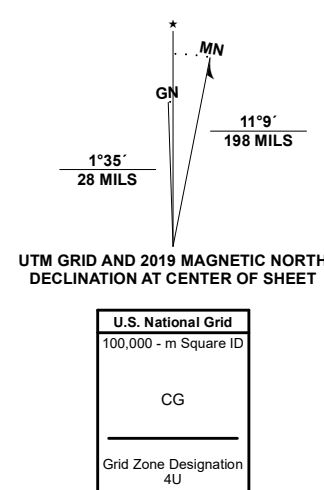 ★
MN
GN
11°9´
198 MILS
1°35´
28 MILS
UTM GRID AND 2019 MAGNETIC NORTH
DECLINATION AT CENTER OF SHEET
U.S. National Grid
100,000 - m Square ID
CG
Grid Zone Designation
4U